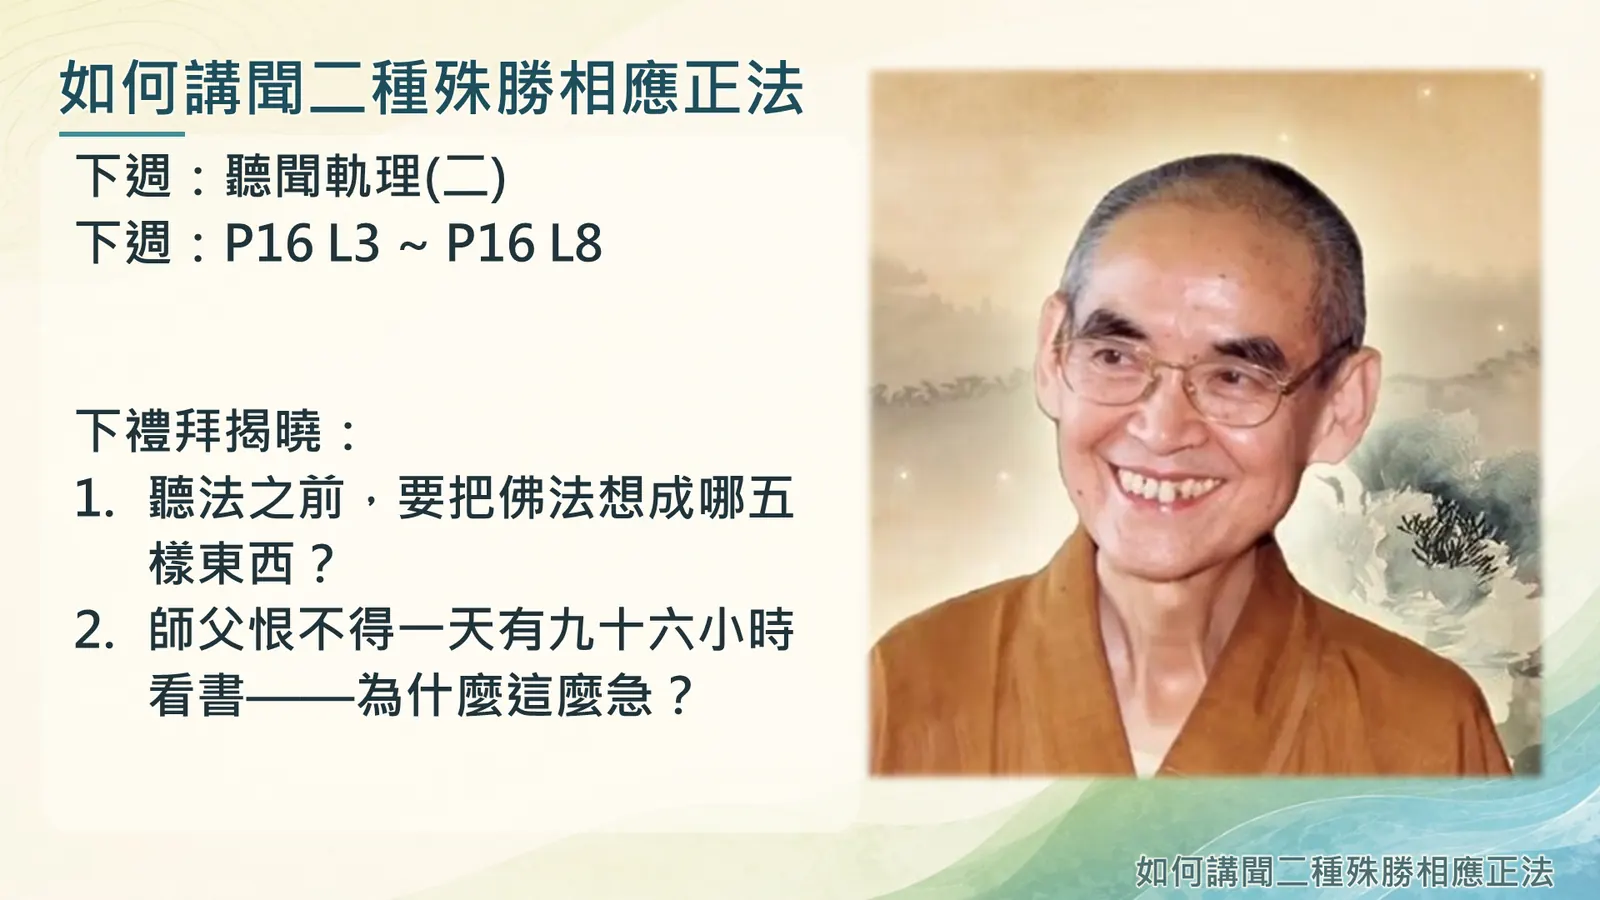 如何講聞二種殊勝相應正法
下週：聽聞軌理(二)
下週：P16 L3 ~ P16 L8
下禮拜揭曉：
1. 聽法之前，要把佛法想成哪五
樣東西？
2. 師父恨不得一天有九十六小時
看書——為什麼這麼急？
如何講聞二種殊勝相應正法